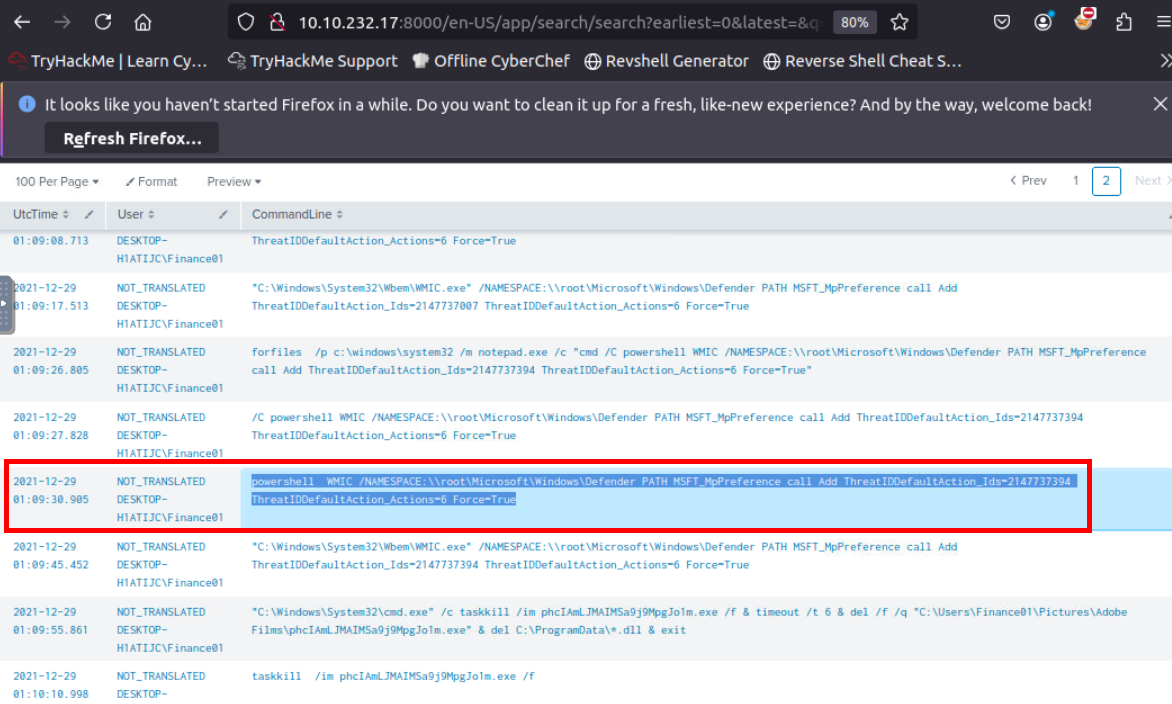 10.10.232.17:8000/en-US/app/search/search?earliest=0&latest=&q= 80%
TryHackMe | Learn Cy... TryHackMe Support Offline CyberChef Revshell Generator Reverse Shell Cheat S...
It looks like you haven't started Firefox in a while. Do you want to clean it up for a fresh, like-new experience? And by the way, welcome back!
Refresh Firefox...
100 Per Page Format Preview Prev 1 2 Next
UtcTime User CommandLine
01:09:08.713 DESKTOP- ThreatIDDefaultAction_Actions=6 Force=True
H1ATIJC\Finance01
2021-12-29 NOT_TRANSLATED "C:\Windows\System32\Wbem\WMIC.exe" /NAMESPACE:\\root\Microsoft\Windows\Defender PATH MSFT_MpPreference call Add
01:09:17.513 DESKTOP- ThreatIDDefaultAction_Ids=2147737007 ThreatIDDefaultAction_Actions=6 Force=True
H1ATIJC\Finance01
2021-12-29 NOT_TRANSLATED forfiles /p c:\windows\system32 /m notepad.exe /c "cmd /C powershell WMIC /NAMESPACE:\\root\Microsoft\Windows\Defender PATH MSFT_MpPreference
01:09:26.805 DESKTOP- call Add ThreatIDDefaultAction_Ids=2147737394 ThreatIDDefaultAction_Actions=6 Force=True"
H1ATIJC\Finance01
2021-12-29 NOT_TRANSLATED /C powershell WMIC /NAMESPACE:\\root\Microsoft\Windows\Defender PATH MSFT_MpPreference call Add ThreatIDDefaultAction_Ids=2147737394
01:09:27.828 DESKTOP- ThreatIDDefaultAction_Actions=6 Force=True
H1ATIJC\Finance01
2021-12-29 NOT_TRANSLATED powershell WMIC /NAMESPACE:\\root\Microsoft\Windows\Defender PATH MSFT_MpPreference call Add ThreatIDDefaultAction_Ids=2147737394
01:09:30.905 DESKTOP- ThreatIDDefaultAction_Actions=6 Force=True
H1ATIJC\Finance01
2021-12-29 NOT_TRANSLATED "C:\Windows\System32\Wbem\WMIC.exe" /NAMESPACE:\\root\Microsoft\Windows\Defender PATH MSFT_MpPreference call Add
01:09:45.452 DESKTOP- ThreatIDDefaultAction_Ids=2147737394 ThreatIDDefaultAction_Actions=6 Force=True
H1ATIJC\Finance01
2021-12-29 NOT_TRANSLATED "C:\Windows\System32\cmd.exe" /c taskkill /im phcIAmLJMAIMSa9j9MpgJo1m.exe /f & timeout /t 6 & del /f /q "C:\Users\Finance01\Pictures\Adobe
01:09:55.861 DESKTOP- Films\phcIAmLJMAIMSa9j9MpgJo1m.exe" & del C:\ProgramData\*.dll & exit
H1ATIJC\Finance01
2021-12-29 NOT_TRANSLATED taskkill /im phcIAmLJMAIMSa9j9MpgJo1m.exe /f
01:10:10.998 DESKTOP-